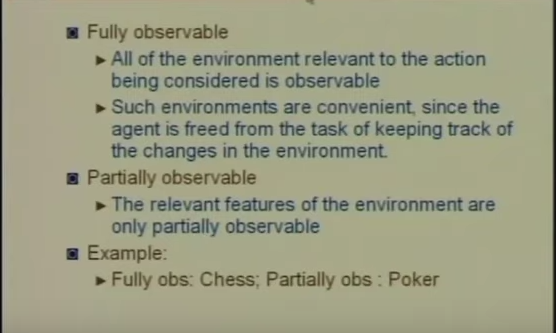 Fully observable
All of the environment relevant to the action
being considered is observable
Such environments are convenient, since the
agent is freed from the task of keeping track of
the changes in the environment.
Partially observable
The relevant features of the environment are
only partially observable
Example:
Fully obs: Chess; Partially obs : Poker